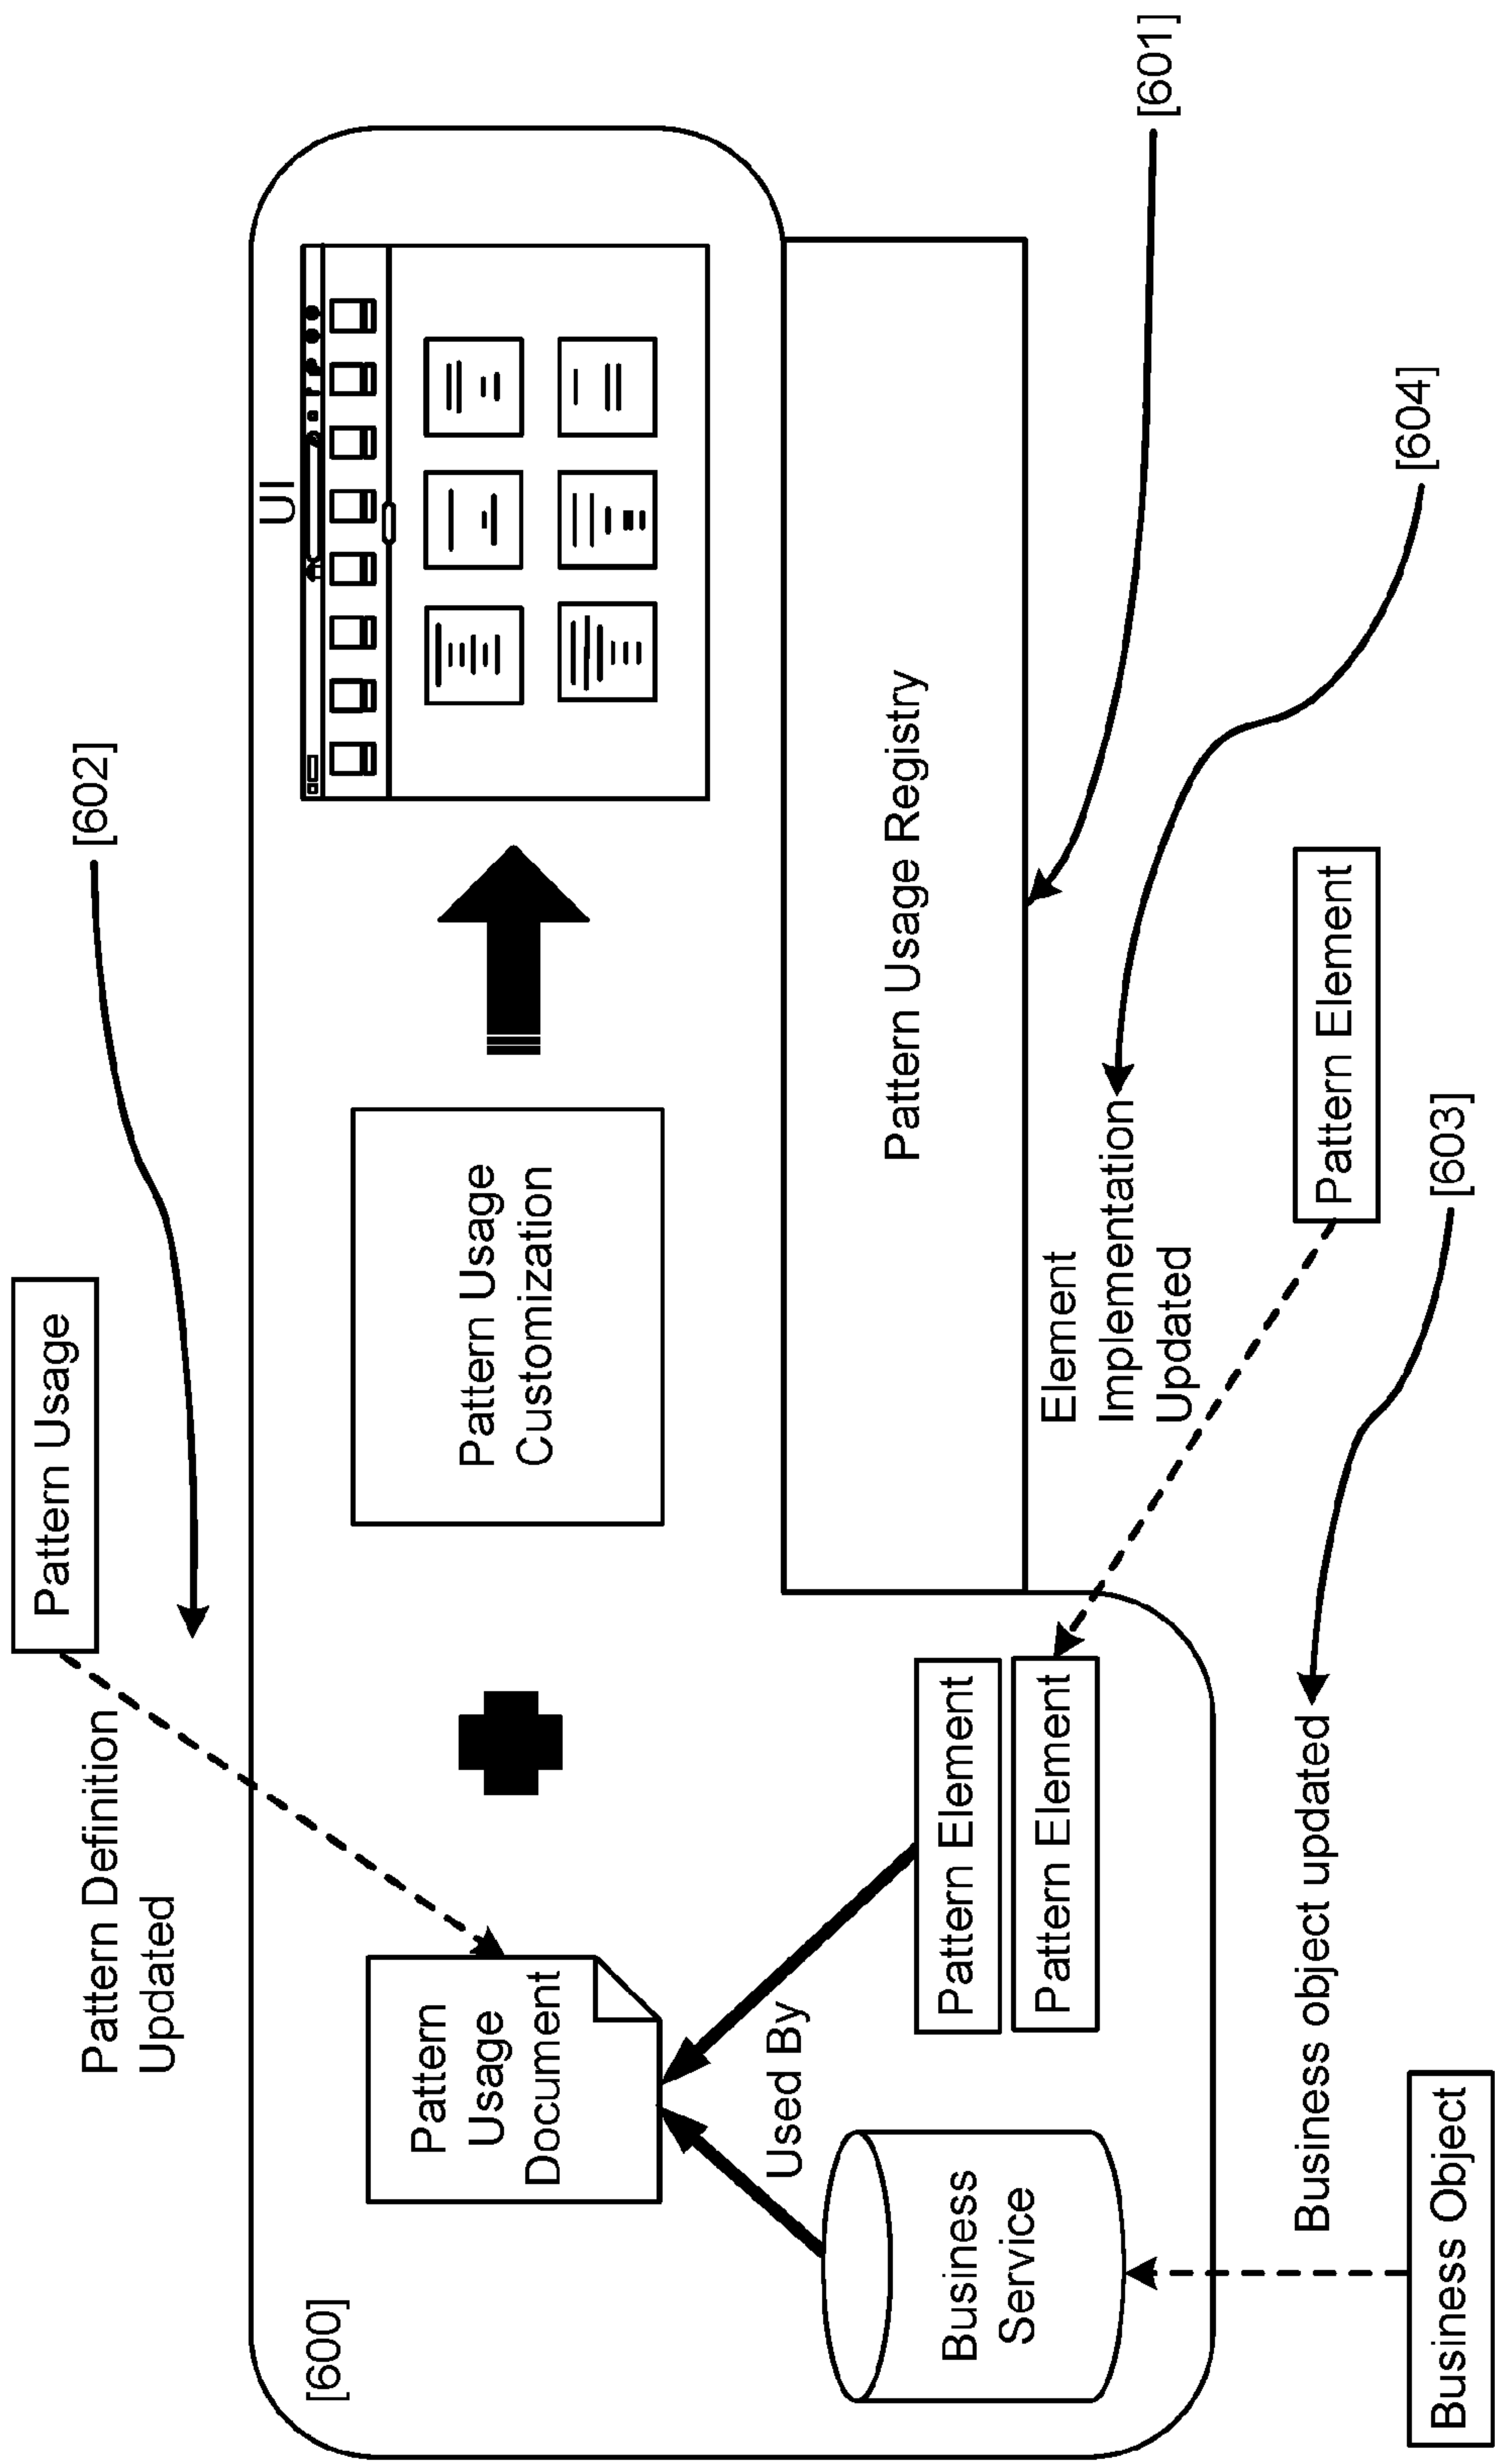 [600]
Pattern Definition
Updated
Pattern Usage
[602]
UI
Pattern
Usage
Document
Pattern Usage
Customization
Used By
Business
Service
Pattern Element
Pattern Element
Pattern Usage Registry
[601]
Element
Implementation
Updated
[604]
Pattern Element
Business Object
Business object updated
[603]